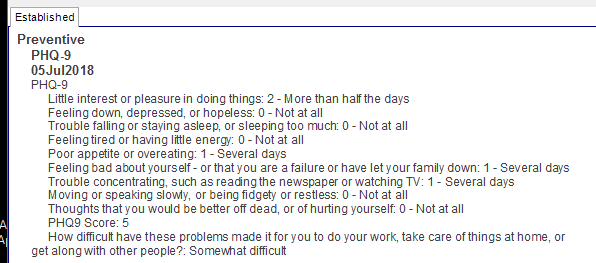 Established
Preventive
PHQ-9
05Jul2018
PHQ-9
Little interest or pleasure in doing things: 2 - More than half the days
Feeling down, depressed, or hopeless: 0 - Not at all
Trouble falling or staying asleep, or sleeping too much: 0 - Not at all
Feeling tired or having little energy: 0 - Not at all
Poor appetite or overeating: 1 - Several days
Feeling bad about yourself - or that you are a failure or have let your family down: 1 - Several days
Trouble concentrating, such as reading the newspaper or watching TV: 1 - Several days
Moving or speaking slowly, or being fidgety or restless: 0 - Not at all
Thoughts that you would be better off dead, or of hurting yourself: 0 - Not at all
PHQ9 Score: 5
How difficult have these problems made it for you to do your work, take care of things at home, or
get along with other people?: Somewhat difficult